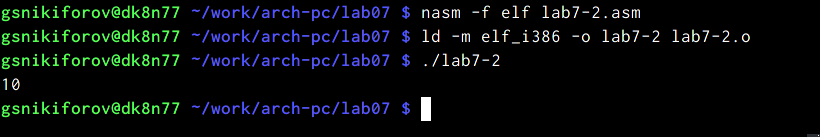 gsnikiforov@dk8n77 ~/work/arch-pc/lab07 $ nasm -f elf lab7-2.asm
gsnikiforov@dk8n77 ~/work/arch-pc/lab07 $ ld -m elf_i386 -o lab7-2 lab7-2.o
gsnikiforov@dk8n77 ~/work/arch-pc/lab07 $ ./lab7-2
10
gsnikiforov@dk8n77 ~/work/arch-pc/lab07 $